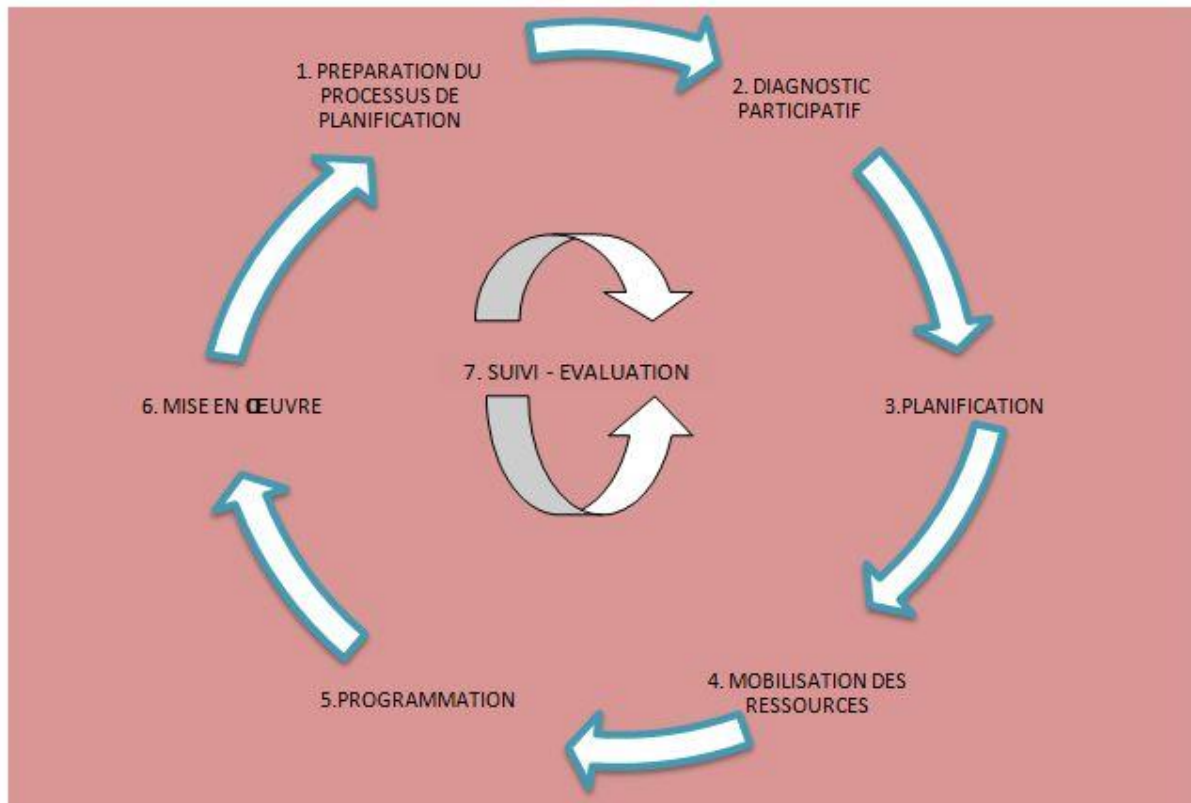 1. PREPARATION DU
PROCESSUS DE
PLANIFICATION
2. DIAGNOSTIC
PARTICIPATIF
3.PLANIFICATION
4. MOBILISATION DES
RESSOURCES
5.PROGRAMMATION
6. MISE EN ŒUVRE
7. SUIVI - EVALUATION